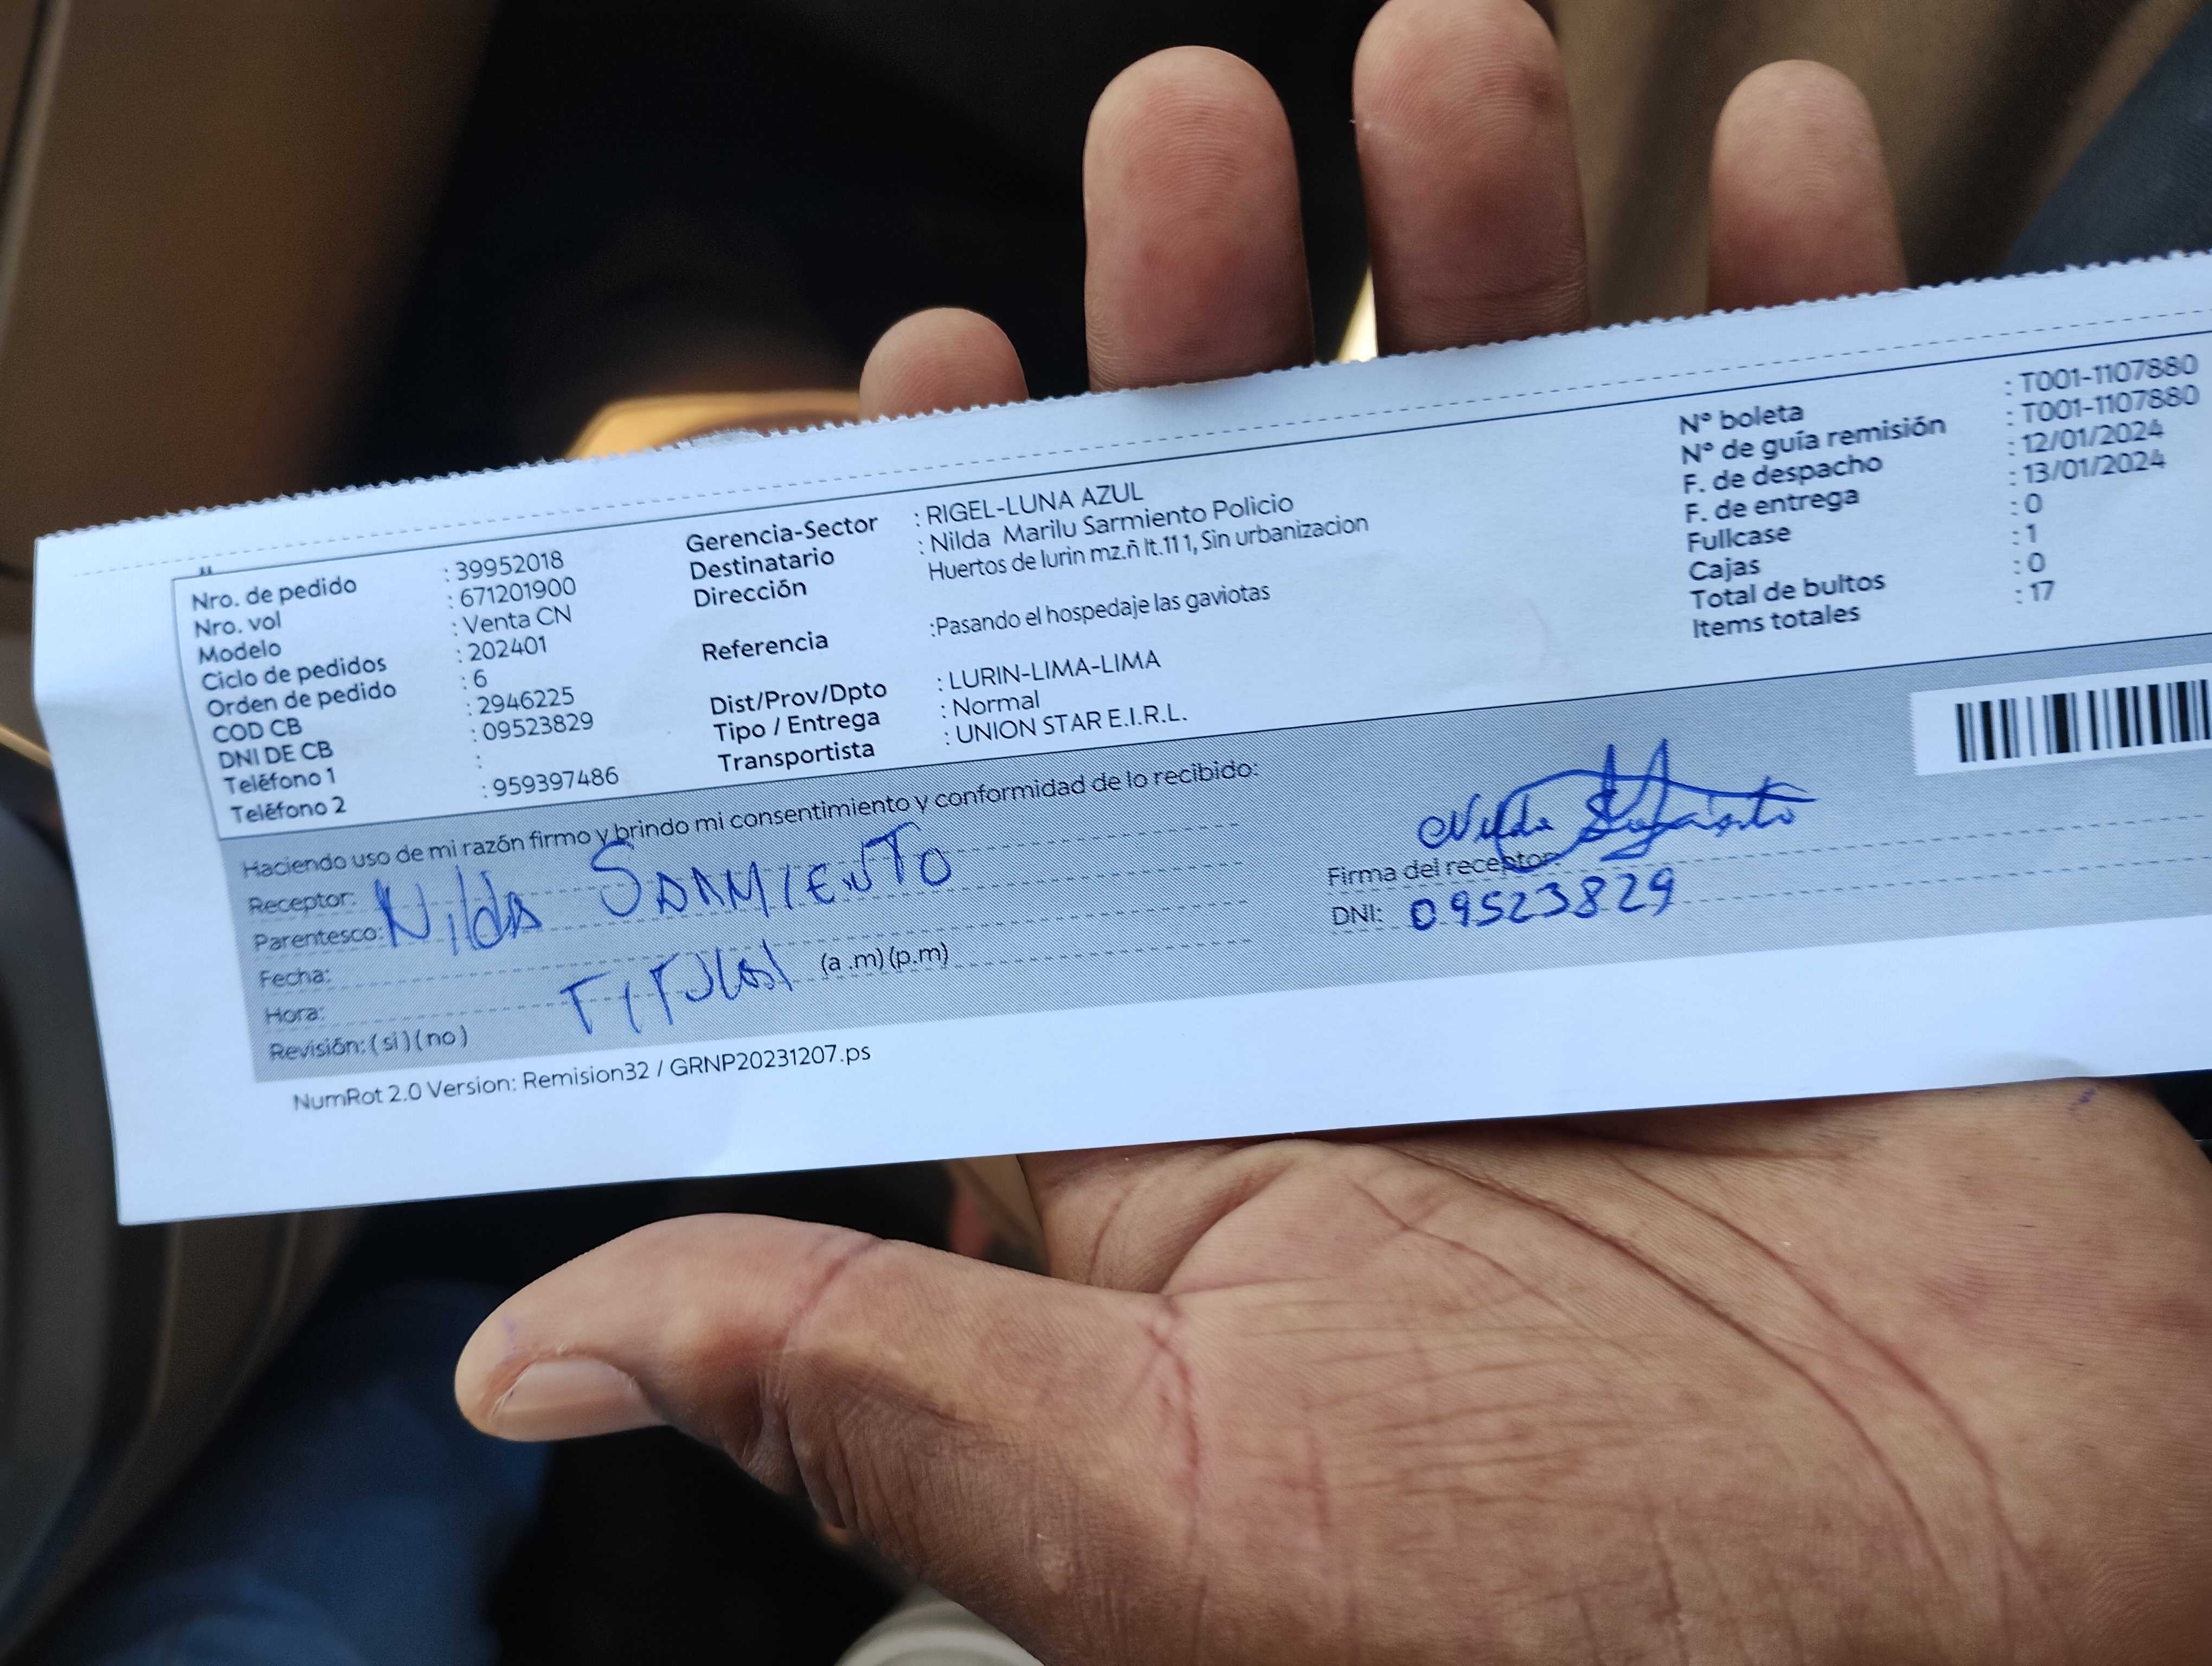 Nro. de pedido : 39952018
Nro. vol : 671201900
Modelo : Venta CN
Ciclo de pedidos : 202401
Orden de pedido : 6
COD CB : 2946225
DNI DE CB : 09523829
Teléfono 1 :
Teléfono 2 : 959397486
Gerencia-Sector : RIGEL-LUNA AZUL
Destinatario : Nilda Marilu Sarmiento Policio
Dirección Huertos de lurin mz.ñ lt.11 1, Sin urbanizacion
Referencia :Pasando el hospedaje las gaviotas
Dist/Prov/Dpto : LURIN-LIMA-LIMA
Tipo / Entrega : Normal
Transportista : UNION STAR E.I.R.L.
Nº boleta : T001-1107880
Nº de guía remisión : T001-1107880
F. de despacho : 12/01/2024
F. de entrega : 13/01/2024
Fullcase : 0
Cajas : 1
Total de bultos : 0
Items totales : 17
Haciendo uso de mi razón firmo y brindo mi consentimiento y conformidad de lo recibido:
Receptor: Nilda SARMIENTO
Parentesco:
Fecha:
Hora: (a .m) (p.m)
Revisión: ( si ) ( no )
Firma del receptor:
DNI: 09523829
NumRot 2.0 Version: Remision32 / GRNP20231207.ps